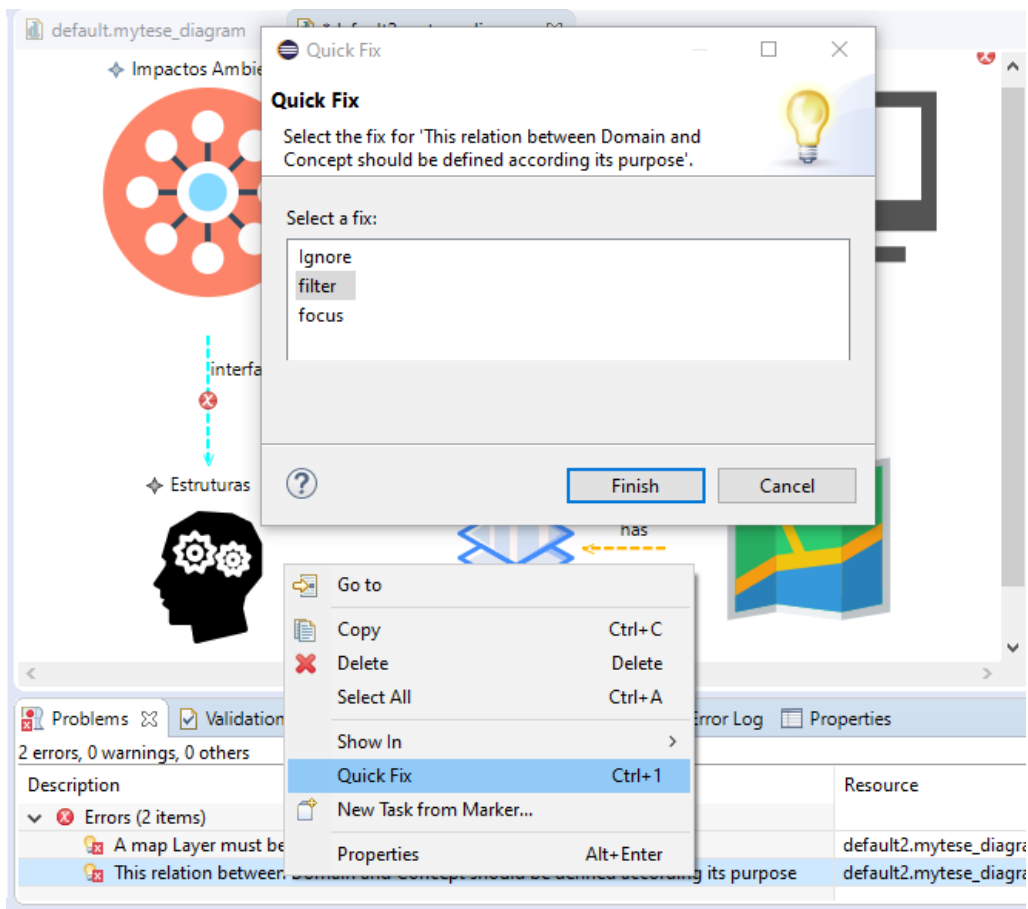 default.mytese_diagram
Quick Fix
Impactos Ambie
Quick Fix
Select the fix for 'This relation between Domain and
Concept should be defined according its purpose'.
Select a fix:
Ignore
filter
focus
interfa
Estruturas
?
Finish
Cancel
has
Go to
Copy Ctrl+C
Delete Delete
Select All Ctrl+A
Show In
Quick Fix Ctrl+1
New Task from Marker...
Properties Alt+Enter
Problems
Validation
Error Log
Properties
2 errors, 0 warnings, 0 others
Description
Resource
Errors (2 items)
A map Layer must be
default2.mytese_diagra
This relation between Domain and Concept should be defined according its purpose
default2.mytese_diagra